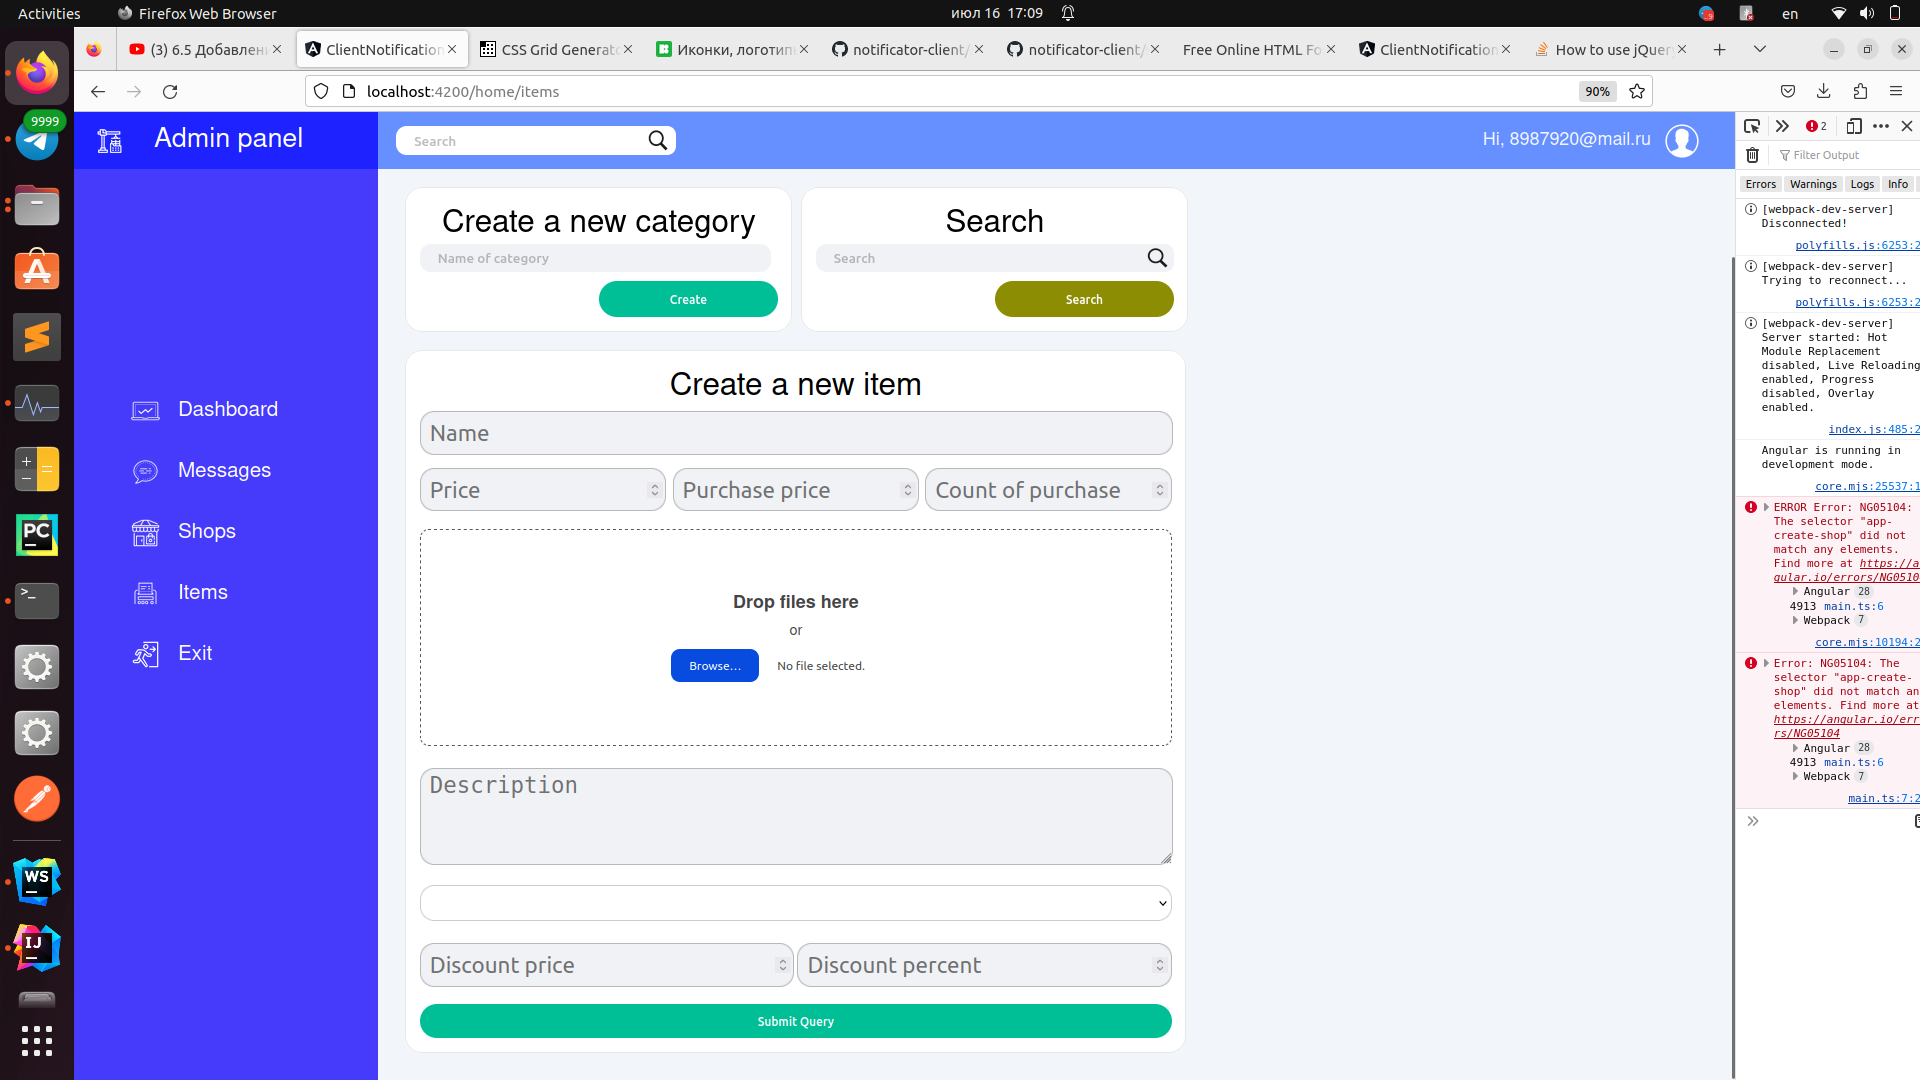 Activities
Firefox Web Browser
июл 16 17:09
en
(3) 6.5 Добавлен
ClientNotification
CSS Grid Generato
Иконки, логотип
notificator-client/
notificator-client/
Free Online HTML Fo
ClientNotification
How to use jQuer
localhost:4200/home/items
90%
9999
Admin panel
Search
Hi, 8987920@mail.ru
Dashboard
Messages
Shops
Items
Exit
Create a new category
Name of category
Create
Search
Search
Search
Create a new item
Name
Price
Purchase price
Count of purchase
Drop files here
or
Browse...
No file selected.
Description
Discount price
Discount percent
Submit Query
2
Filter Output
Errors
Warnings
Logs
Info
[webpack-dev-server]
Disconnected!
polyfills.js:6253:2
[webpack-dev-server]
Trying to reconnect...
polyfills.js:6253:2
[webpack-dev-server]
Server started: Hot
Module Replacement
disabled, Live Reloading
enabled, Progress
disabled, Overlay
enabled.
index.js:485:2
Angular is running in
development mode.
core.mjs:25537:1
ERROR Error: NG05104:
The selector "app-
create-shop" did not
match any elements.
Find more at https://a
gular.io/errors/NG0510
Angular 28
4913 main.ts:6
Webpack 7
core.mjs:10194:2
Error: NG05104: The
selector "app-create-
shop" did not match an
elements. Find more at
https://angular.io/err
rs/NG05104
Angular 28
4913 main.ts:6
Webpack 7
main.ts:7:2
PC
WS
IJ